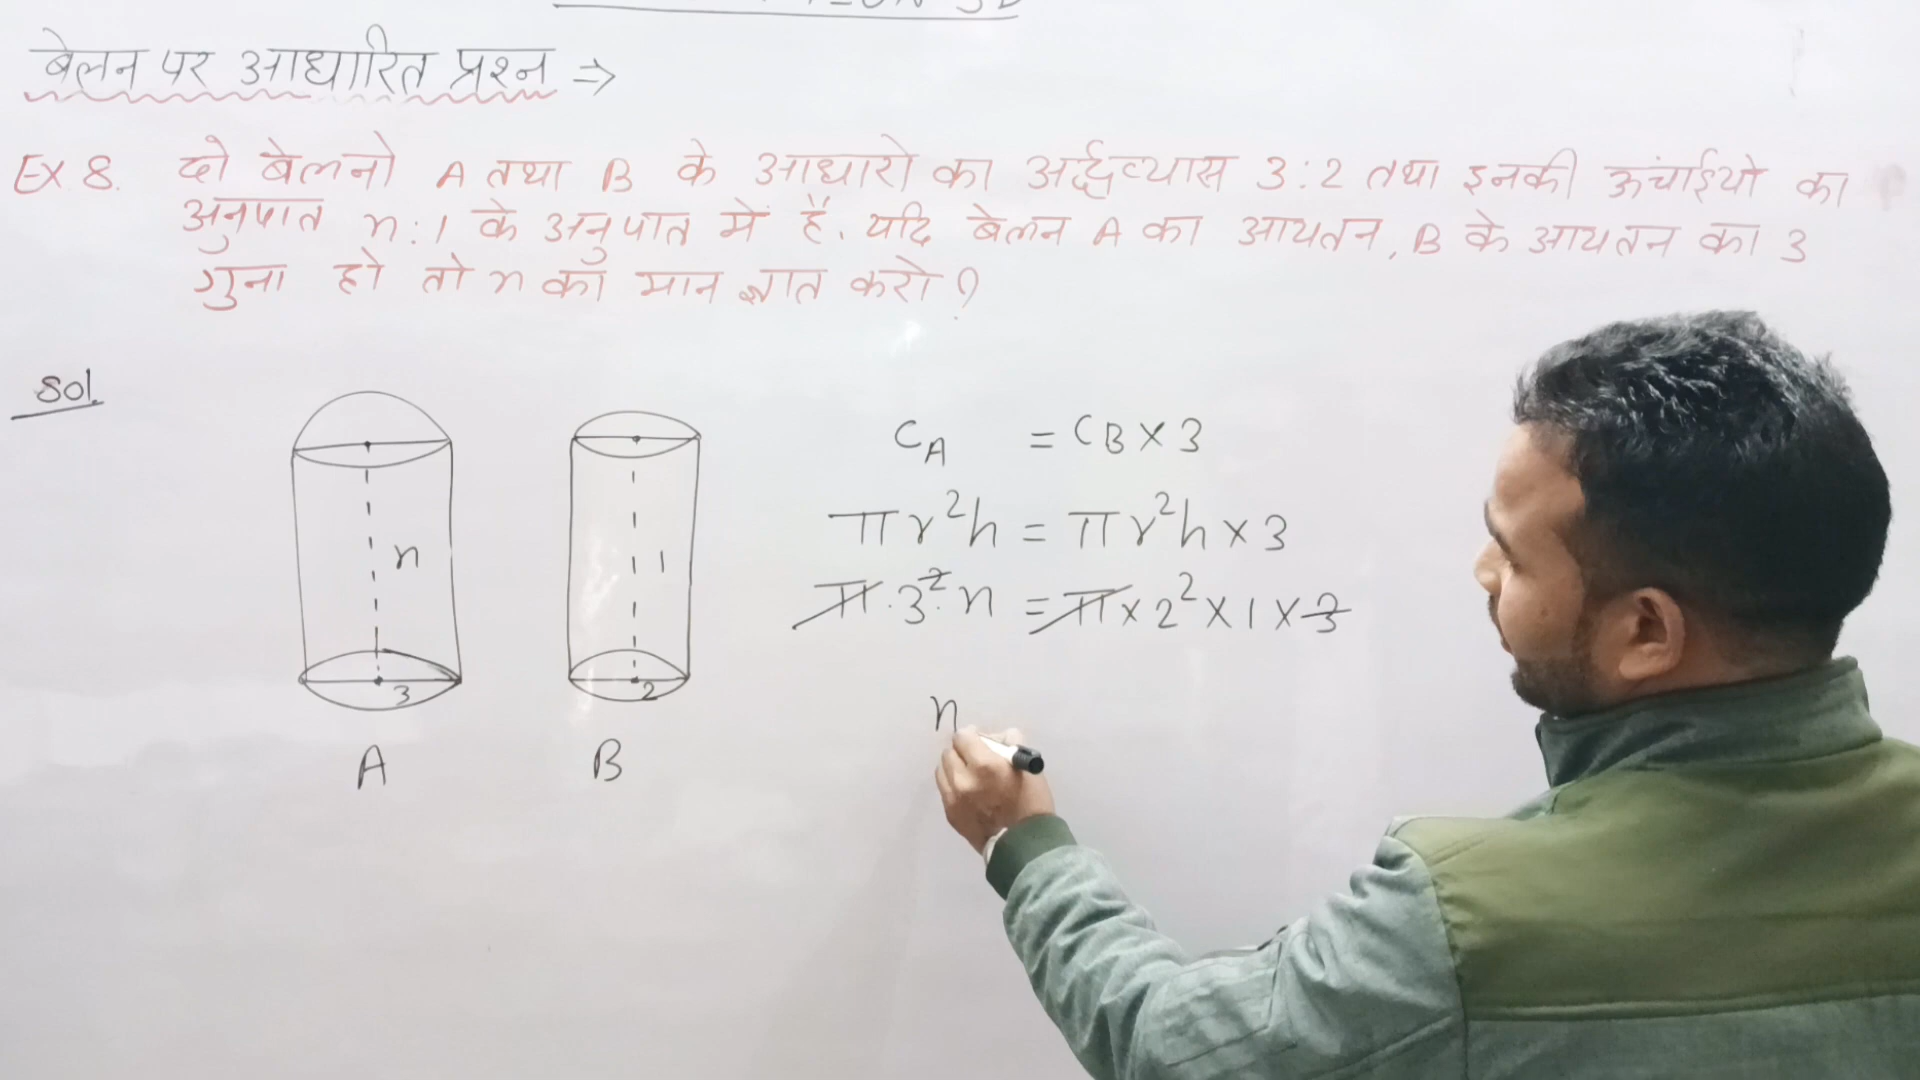 बेलन पर आधारित प्रश्न ⇒
Ex 8. दो बेलनो A तथा B के आधारो का अर्द्धव्यास 3:2 तथा इनकी ऊंचाईयो का
अनुपात n:1 के अनुपात में है. यदि बेलन A का आयतन, B के आयतन का 3
गुना हो तो n का मान ज्ञात करो ?
Sol.
n
3
A
1
2
B
C_A = CB × 3
πr²h = πr²h × 3
π.3².n = π × 2² × 1 × 3
n